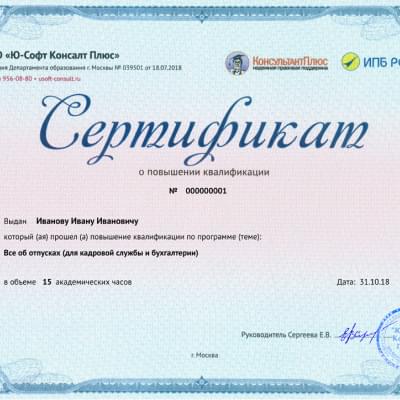 О «Ю-Софт Консалт Плюс»
Департамента образования г. Москвы № 039501 от 18.07.2018
956-08-80 • usoft-consult.ru
КонсультантПлюс
надежная правовая поддержка
ИПБ РО
Сертификат
о повышении квалификации
№ 000000001
Выдан Иванову Ивану Ивановичу
который (ая) прошел (а) повышение квалификации по программе (теме):
Все об отпусках (для кадровой службы и бухгалтерии)
в объеме 15 академических часов
Дата: 31.10.18
Руководитель Сергеева Е.В.
г. Москва